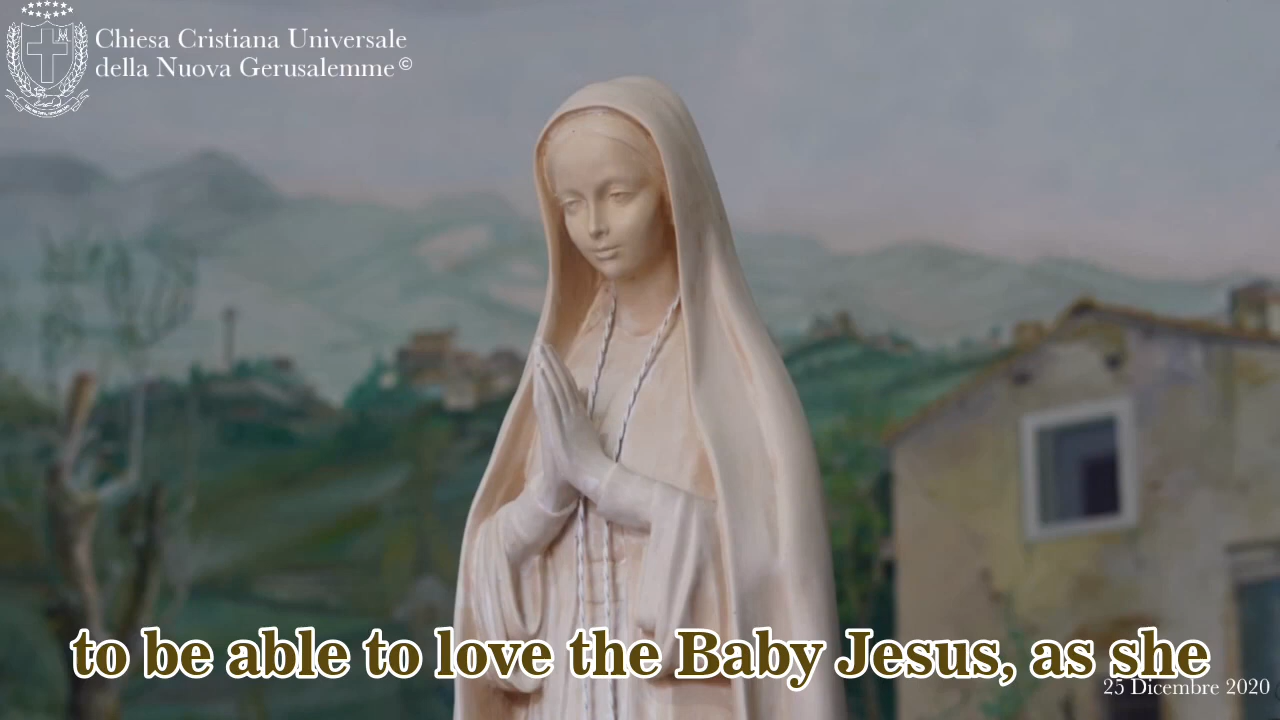 Chiesa Cristiana Universale
della Nuova Gerusalemme©
to be able to love the Baby Jesus, as she
25 Dicembre 2020